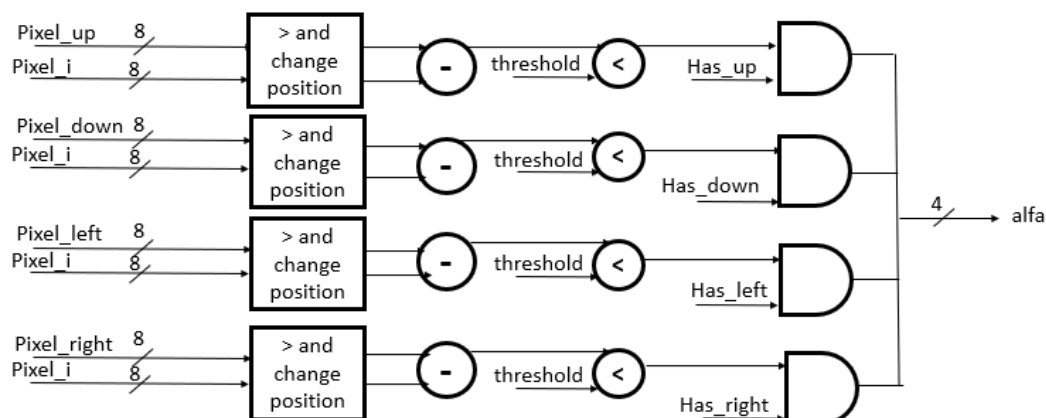 Pixel_up 8
Pixel_i 8
> and
change
position
-
threshold
<
Has_up
Pixel_down 8
Pixel_i 8
> and
change
position
-
threshold
<
Has_down
4
alfa
Pixel_left 8
Pixel_i 8
> and
change
position
-
threshold
<
Has_left
Pixel_right 8
Pixel_i 8
> and
change
position
-
threshold
<
Has_right